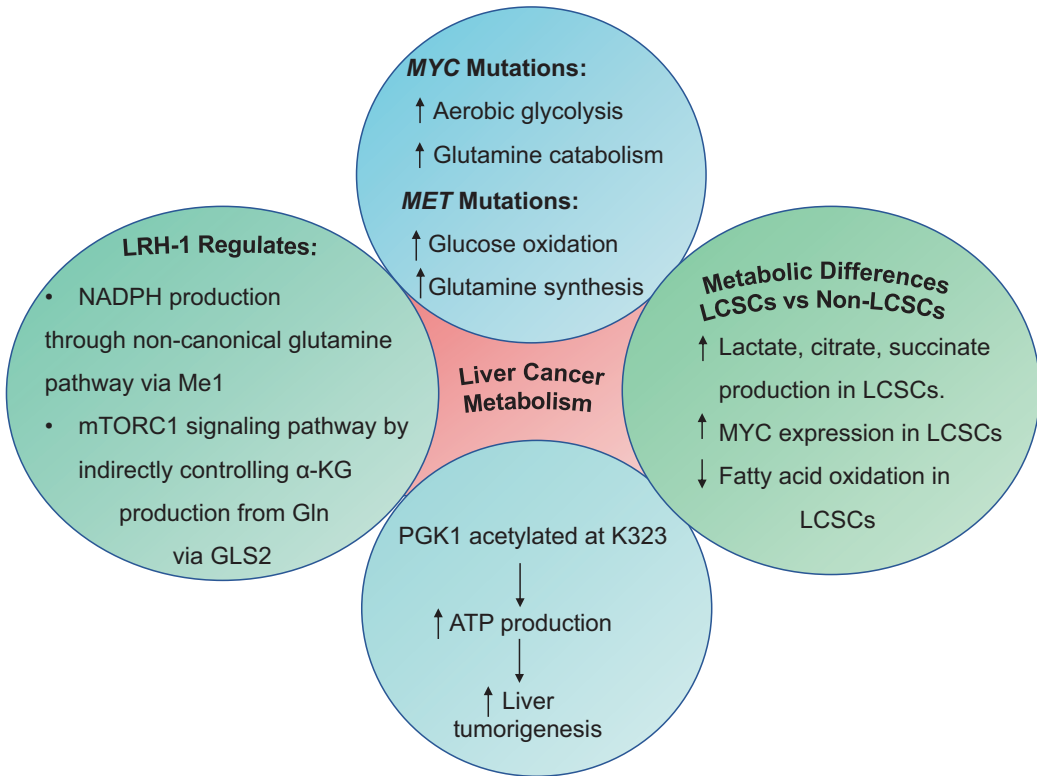 MYC Mutations:
↑ Aerobic glycolysis
↑ Glutamine catabolism
MET Mutations:
↑ Glucose oxidation
↑ Glutamine synthesis
LRH-1 Regulates:
• NADPH production
through non-canonical glutamine
pathway via Me1
• mTORC1 signaling pathway by
indirectly controlling α-KG
production from Gln
via GLS2
Liver Cancer
Metabolism
Metabolic Differences
LCSCs vs Non-LCSCs
↑ Lactate, citrate, succinate
production in LCSCs.
↑ MYC expression in LCSCs
↓ Fatty acid oxidation in
LCSCs
PGK1 acetylated at K323
↑ ATP production
↑ Liver
tumorigenesis